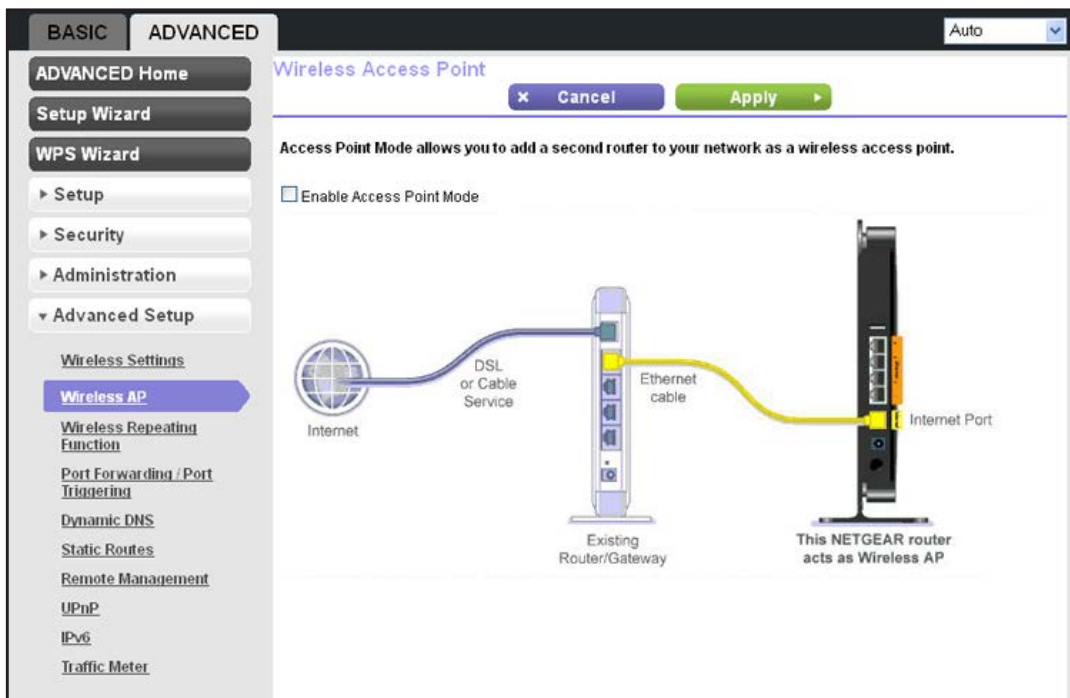 BASIC
ADVANCED
Auto
ADVANCED Home
Setup Wizard
WPS Wizard
Setup
Security
Administration
Advanced Setup
Wireless Settings
Wireless AP
Wireless Repeating
Function
Port Forwarding / Port
Triggering
Dynamic DNS
Static Routes
Remote Management
UPnP
IPv6
Traffic Meter
Wireless Access Point
Cancel
Apply
Access Point Mode allows you to add a second router to your network as a wireless access point.
Enable Access Point Mode
Internet
DSL
or Cable
Service
Ethernet
cable
Internet Port
Existing
Router/Gateway
This NETGEAR router
acts as Wireless AP